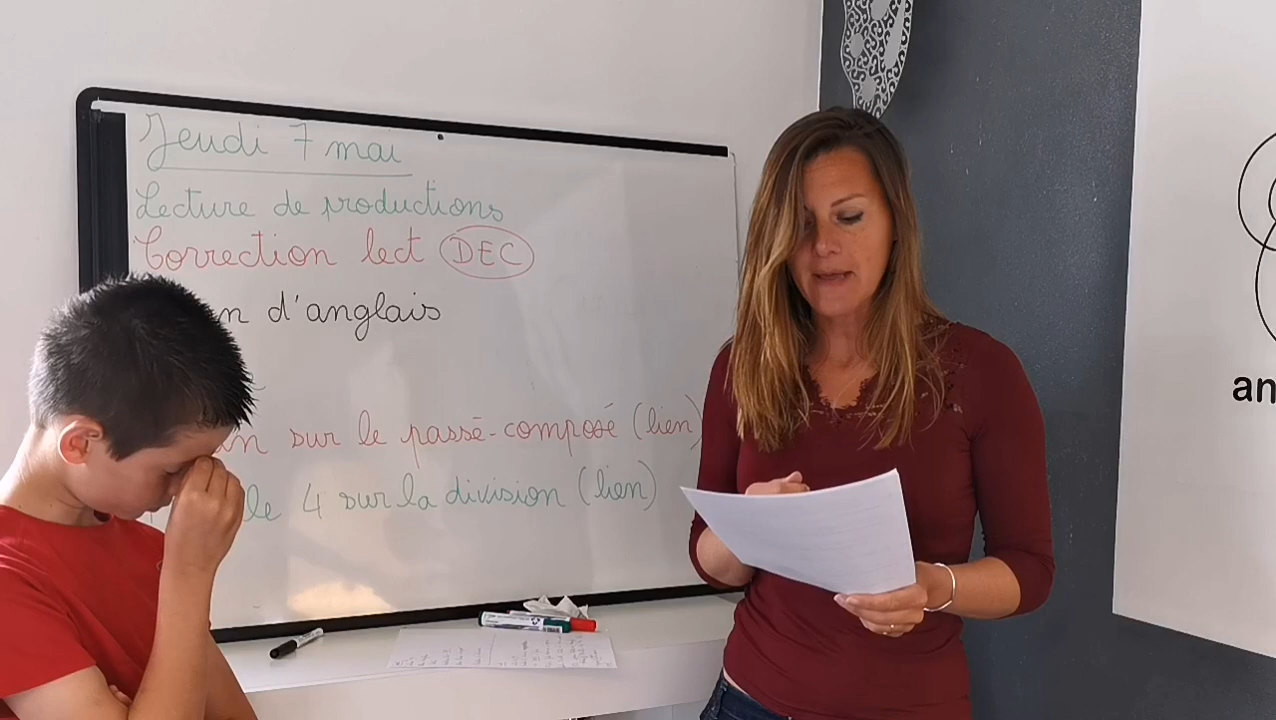 Jeudi 7 mai
Lecture de productions
Correction lect DEC
n d'anglais
sur le passé-composé (lien)
le 4 sur la division (lien)
an